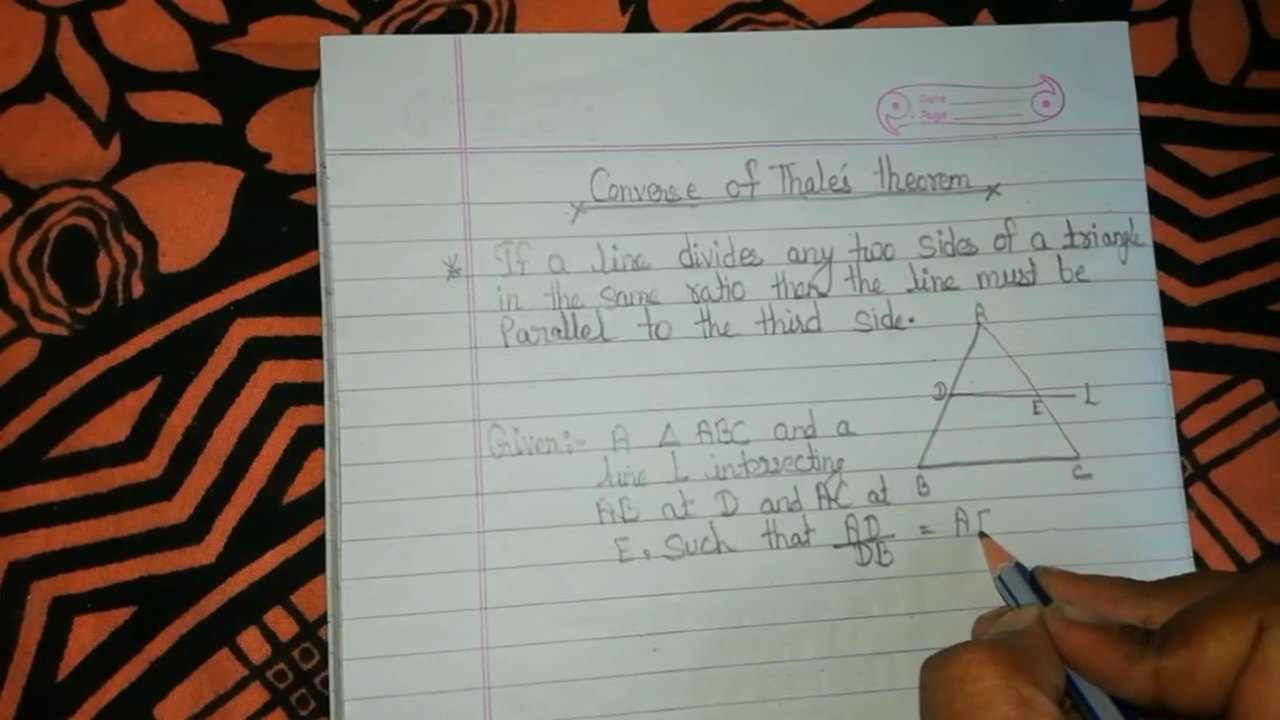 Date
Page
Converse of Thale's theorem
* If a line divides any two sides of a triangle
in the same ratio then the line must be
Parallel to the third side.
A
D
E
L
B
C
Given:- A △ ABC and a
line L intersecting
AB at D and AC at
E, such that AD/DB = AE